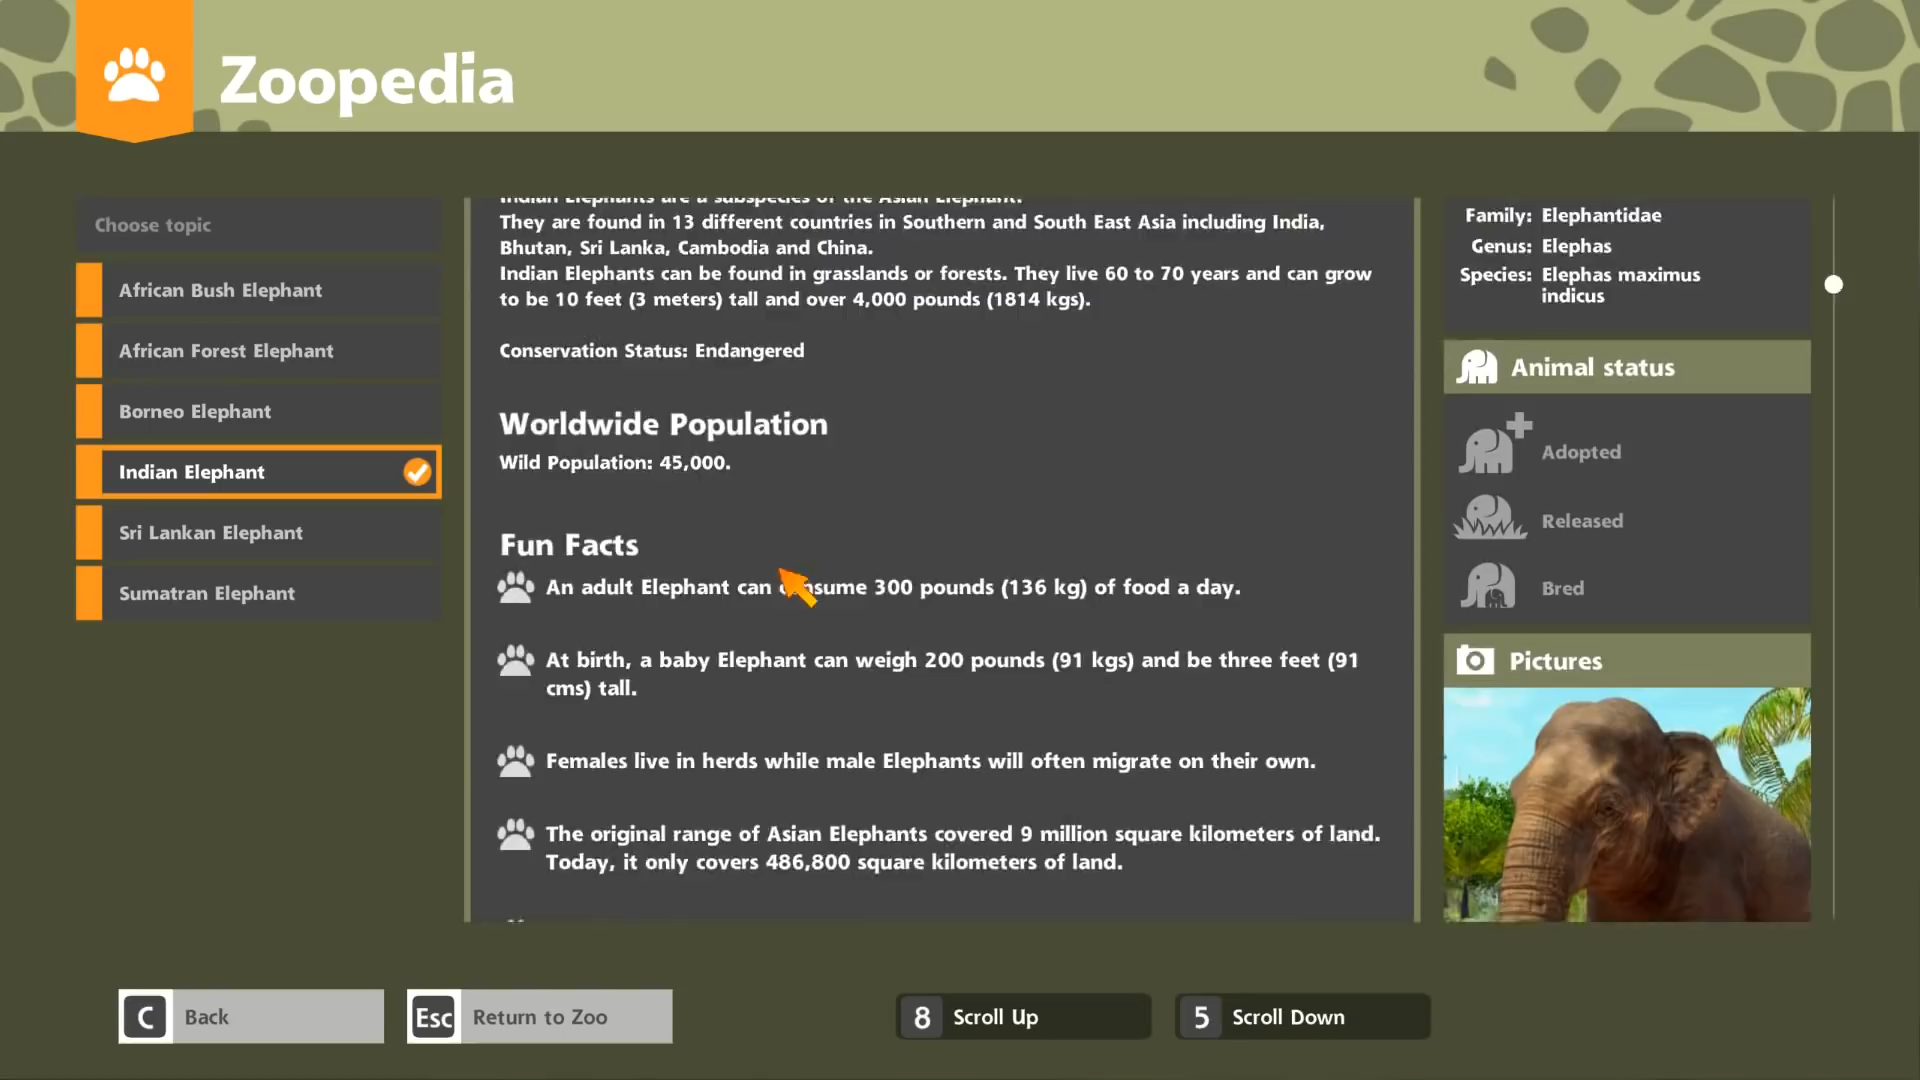 Zoopedia
Choose topic
African Bush Elephant
African Forest Elephant
Borneo Elephant
Indian Elephant
Sri Lankan Elephant
Sumatran Elephant
Indian Elephants are a subspecies of the Asian Elephant.
They are found in 13 different countries in Southern and South East Asia including India,
Bhutan, Sri Lanka, Cambodia and China.
Indian Elephants can be found in grasslands or forests. They live 60 to 70 years and can grow
to be 10 feet (3 meters) tall and over 4,000 pounds (1814 kgs).
Conservation Status: Endangered
Worldwide Population
Wild Population: 45,000.
Fun Facts
An adult Elephant can consume 300 pounds (136 kg) of food a day.
At birth, a baby Elephant can weigh 200 pounds (91 kgs) and be three feet (91
cms) tall.
Females live in herds while male Elephants will often migrate on their own.
The original range of Asian Elephants covered 9 million square kilometers of land.
Today, it only covers 486,800 square kilometers of land.
Family: Elephantidae
Genus: Elephas
Species: Elephas maximus
indicus
Animal status
Adopted
Released
Bred
Pictures
C Back
Esc Return to Zoo
8 Scroll Up
5 Scroll Down